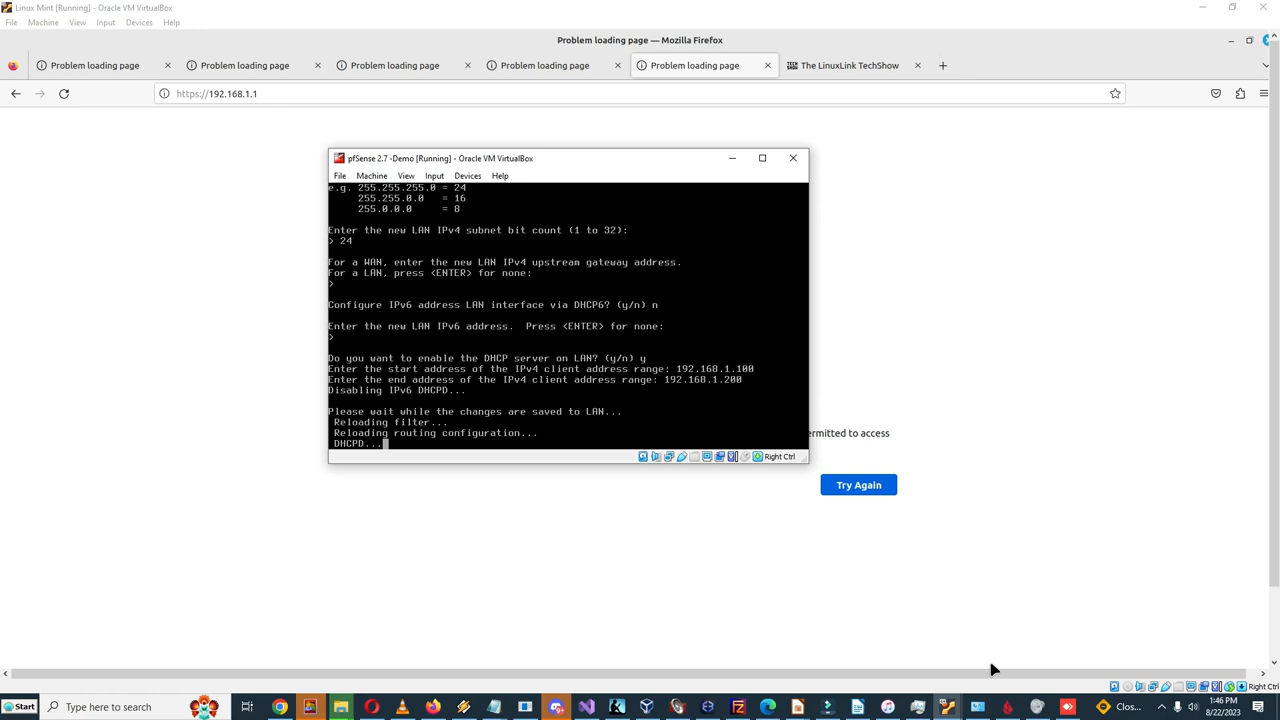 Linux Mint [Running] - Oracle VM VirtualBox
File Machine View Input Devices Help
Problem loading page — Mozilla Firefox
Problem loading page
Problem loading page
Problem loading page
Problem loading page
Problem loading page
The LinuxLink TechShow
https://192.168.1.1
pfSense 2.7 -Demo [Running] - Oracle VM VirtualBox
File Machine View Input Devices Help
e.g. 255.255.255.0 = 24
255.255.0.0 = 16
255.0.0.0 = 8
Enter the new LAN IPv4 subnet bit count (1 to 32):
> 24
For a WAN, enter the new LAN IPv4 upstream gateway address.
For a LAN, press <ENTER> for none:
>
Configure IPv6 address LAN interface via DHCP6? (y/n) n
Enter the new LAN IPv6 address. Press <ENTER> for none:
>
Do you want to enable the DHCP server on LAN? (y/n) y
Enter the start address of the IPv4 client address range: 192.168.1.100
Enter the end address of the IPv4 client address range: 192.168.1.200
Disabling IPv6 DHCPD...
Please wait while the changes are saved to LAN...
Reloading filter...
Reloading routing configuration...
DHCPD...
Right Ctrl
ermitted to access
Try Again
Right Ctrl
Start
Type here to search
Clos...
1:46 PM
8/22/2023